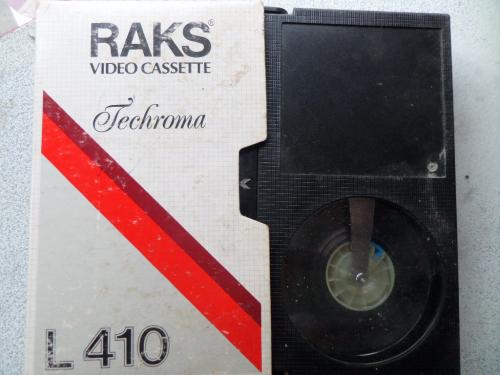 RAKS®
VIDEO CASSETTE
Techroma
L 410